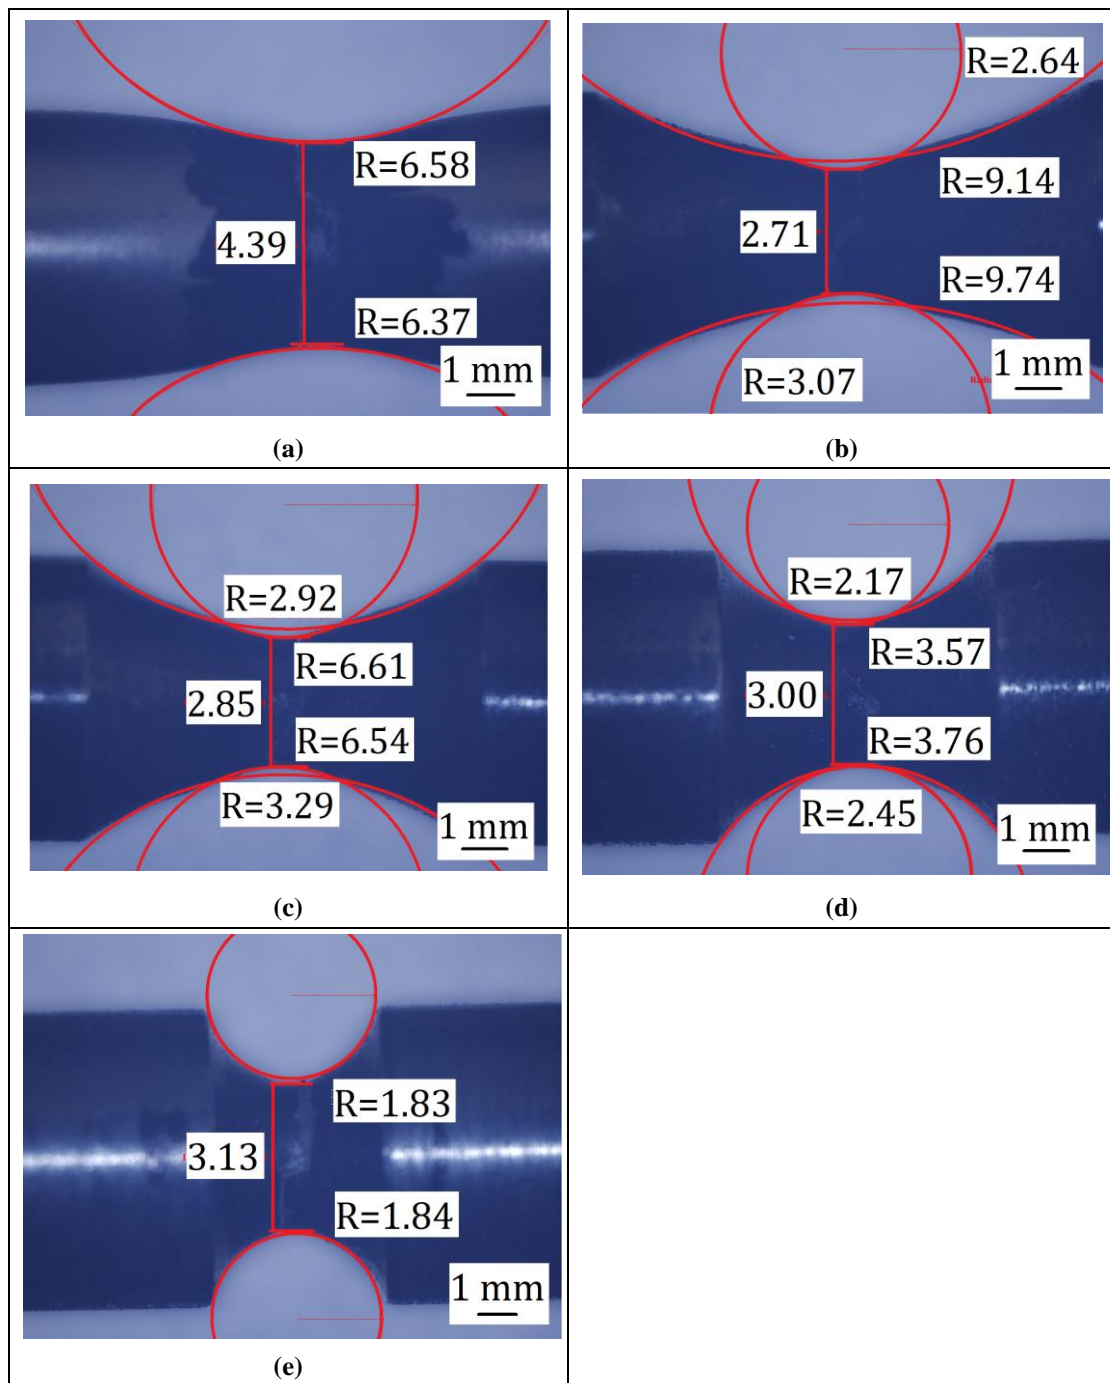 R=6.58
4.39
R=6.37
1 mm
(a)
R=2.64
R=9.14
2.71
R=9.74
R=3.07
1 mm
(b)
R=2.92
R=6.61
2.85
R=6.54
R=3.29
1 mm
(c)
R=2.17
R=3.57
3.00
R=3.76
R=2.45
1 mm
(d)
R=1.83
3.13
R=1.84
1 mm
(e)